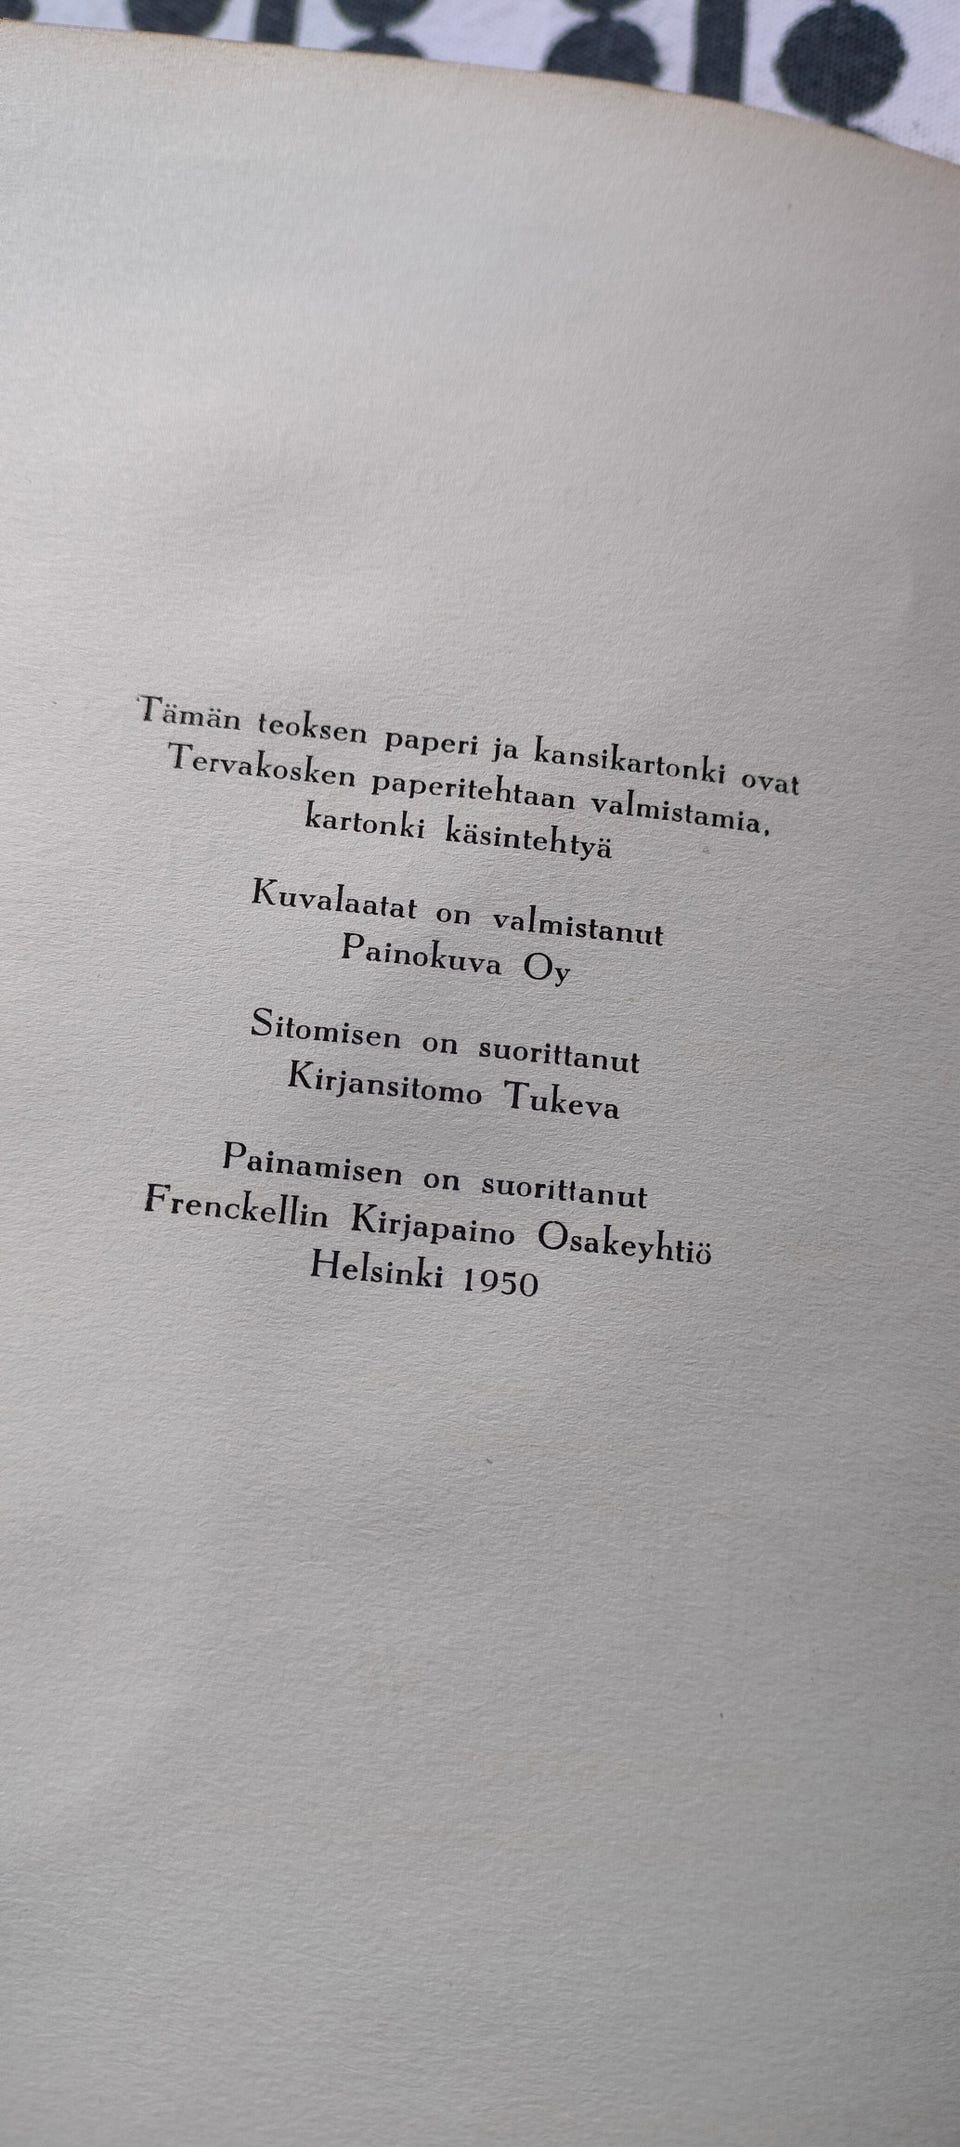 Tämän teoksen paperi ja kansikartonki ovat
Tervakosken paperitehtaan valmistamia,
kartonki käsintehtyä
Kuvalaatat on valmistanut
Painokuva Oy
Sitomisen on suorittanut
Kirjansitomo Tukeva
Painamisen on suorittanut
Frenckellin Kirjapaino Osakeyhtiö
Helsinki 1950